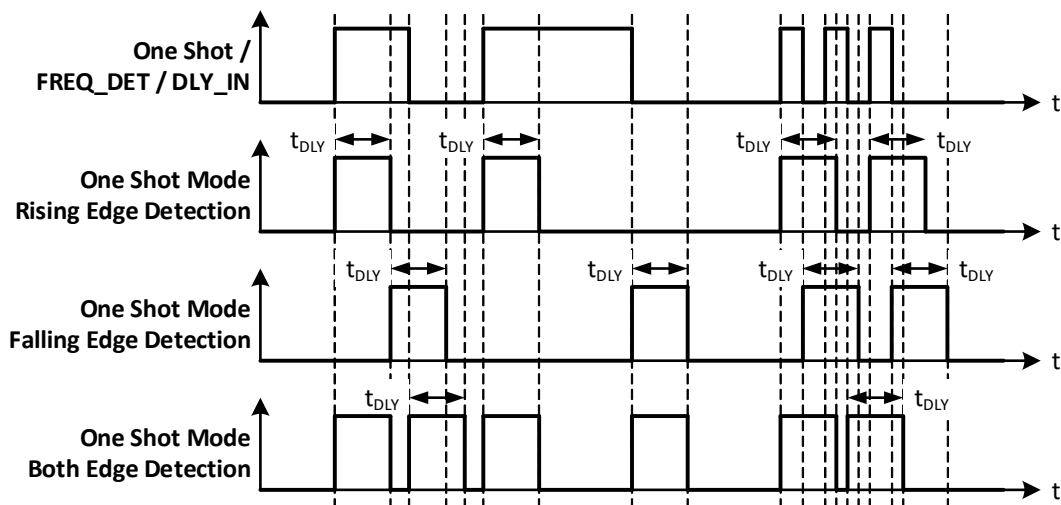 One Shot /
FREQ_DET / DLY_IN
t
tDLY
tDLY
tDLY
tDLY
One Shot Mode
Rising Edge Detection
t
tDLY
tDLY
tDLY
tDLY
One Shot Mode
Falling Edge Detection
t
tDLY
tDLY
One Shot Mode
Both Edge Detection
t